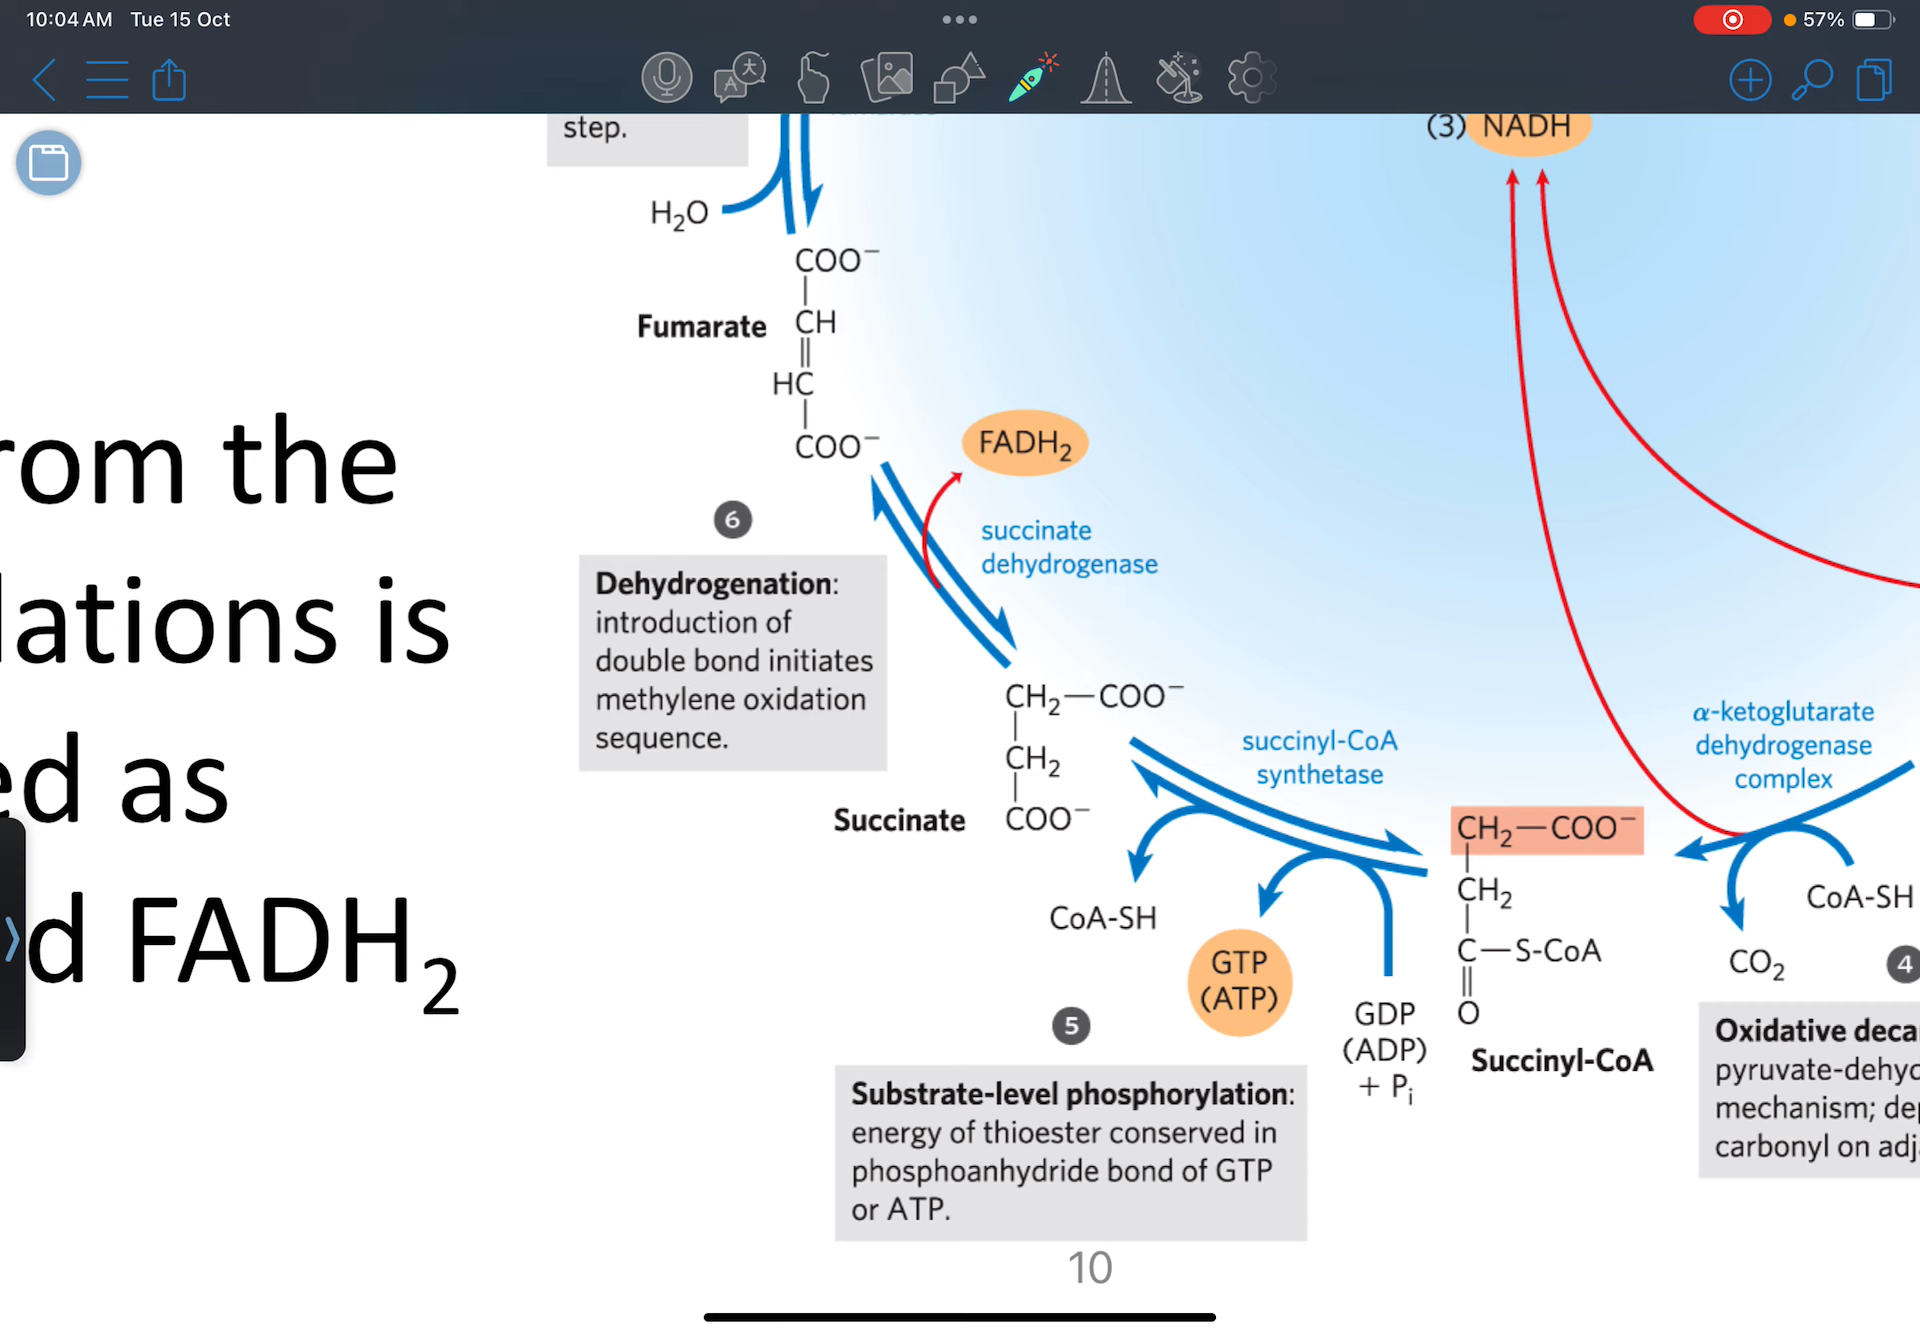 10:04 AM Tue 15 Oct
57%
step.
(3) NADH
H₂O
COO⁻
Fumarate CH
HC
COO⁻
FADH₂
6
succinate
dehydrogenase
Dehydrogenation:
introduction of
double bond initiates
methylene oxidation
sequence.
rom the
lations is
ed as
d FADH₂
CH₂—COO⁻
CH₂
Succinate COO⁻
succinyl-CoA
synthetase
α-ketoglutarate
dehydrogenase
complex
CH₂—COO⁻
CH₂
C—S-CoA
O
Succinyl-CoA
CoA-SH
CoA-SH
CO₂
4
GTP
(ATP)
GDP
(ADP)
+ Pᵢ
5
Substrate-level phosphorylation:
energy of thioester conserved in
phosphoanhydride bond of GTP
or ATP.
Oxidative deca
pyruvate-dehyd
mechanism; dep
carbonyl on adj
10